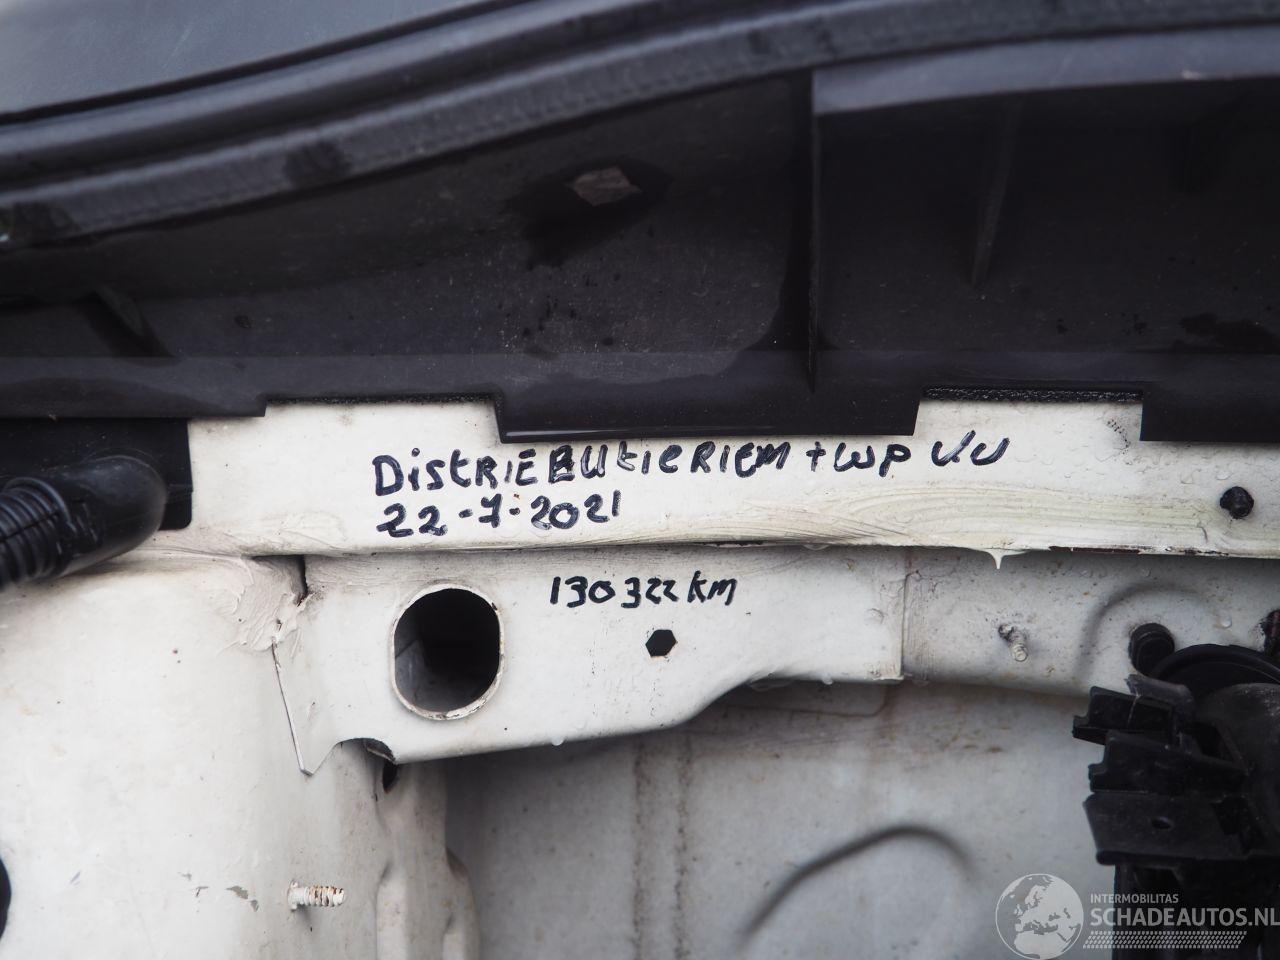 DistRIEBUtieRIEM + WP V.V
22-7-2021
130322 KM
INTERMOBILITAS
SCHADEAUTOS.NL